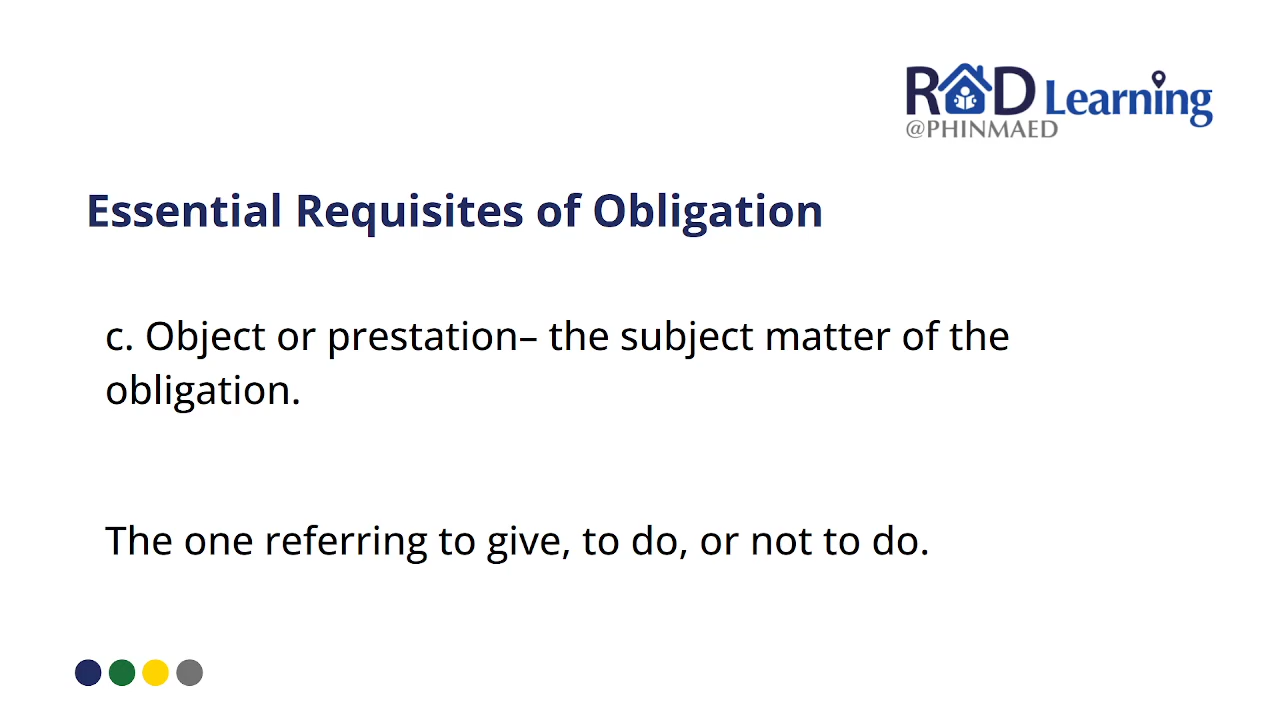 RAD Learning
@PHINMAED
Essential Requisites of Obligation
c. Object or prestation– the subject matter of the
obligation.
The one referring to give, to do, or not to do.